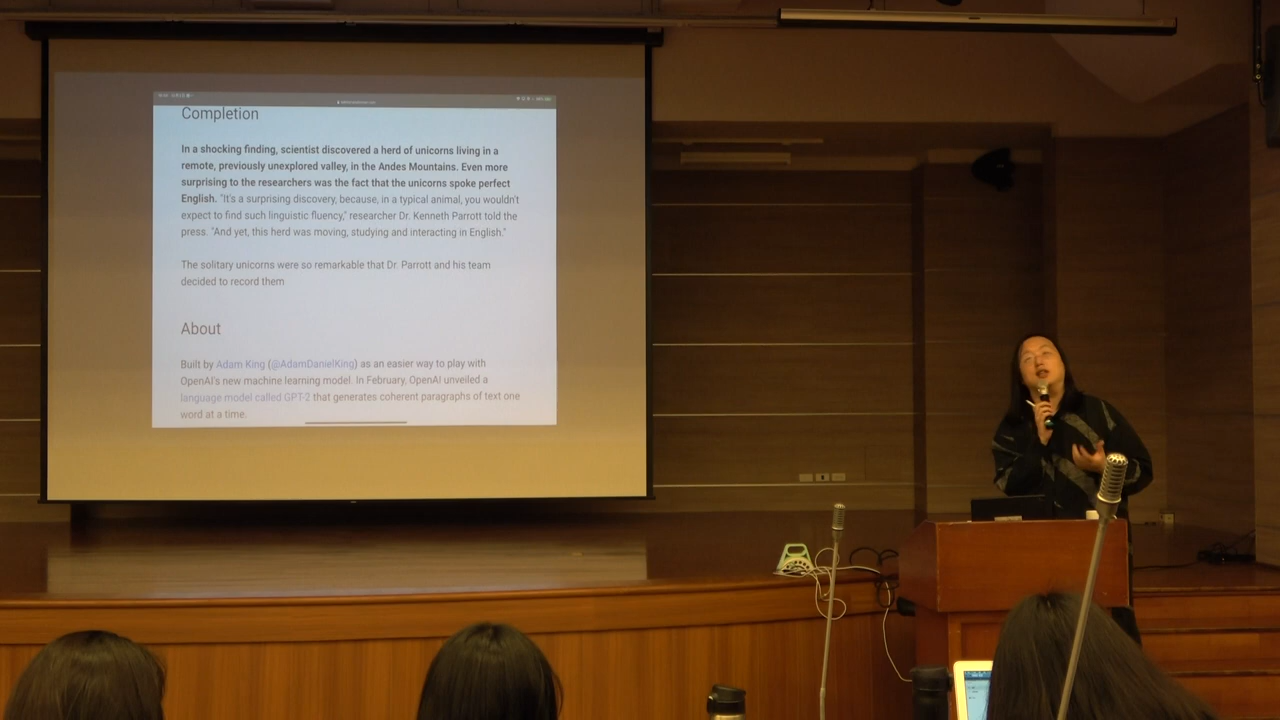 Completion
In a shocking finding, scientist discovered a herd of unicorns living in a
remote, previously unexplored valley, in the Andes Mountains. Even more
surprising to the researchers was the fact that the unicorns spoke perfect
English. "It's a surprising discovery, because, in a typical animal, you wouldn't
expect to find such linguistic fluency," researcher Dr. Kenneth Parrott told the
press. "And yet, this herd was moving, studying and interacting in English."
The solitary unicorns were so remarkable that Dr. Parrott and his team
decided to record them
About
Built by Adam King (@AdamDanielKing) as an easier way to play with
OpenAI's new machine learning model. In February, OpenAI unveiled a
language model called GPT-2 that generates coherent paragraphs of text one
word at a time.